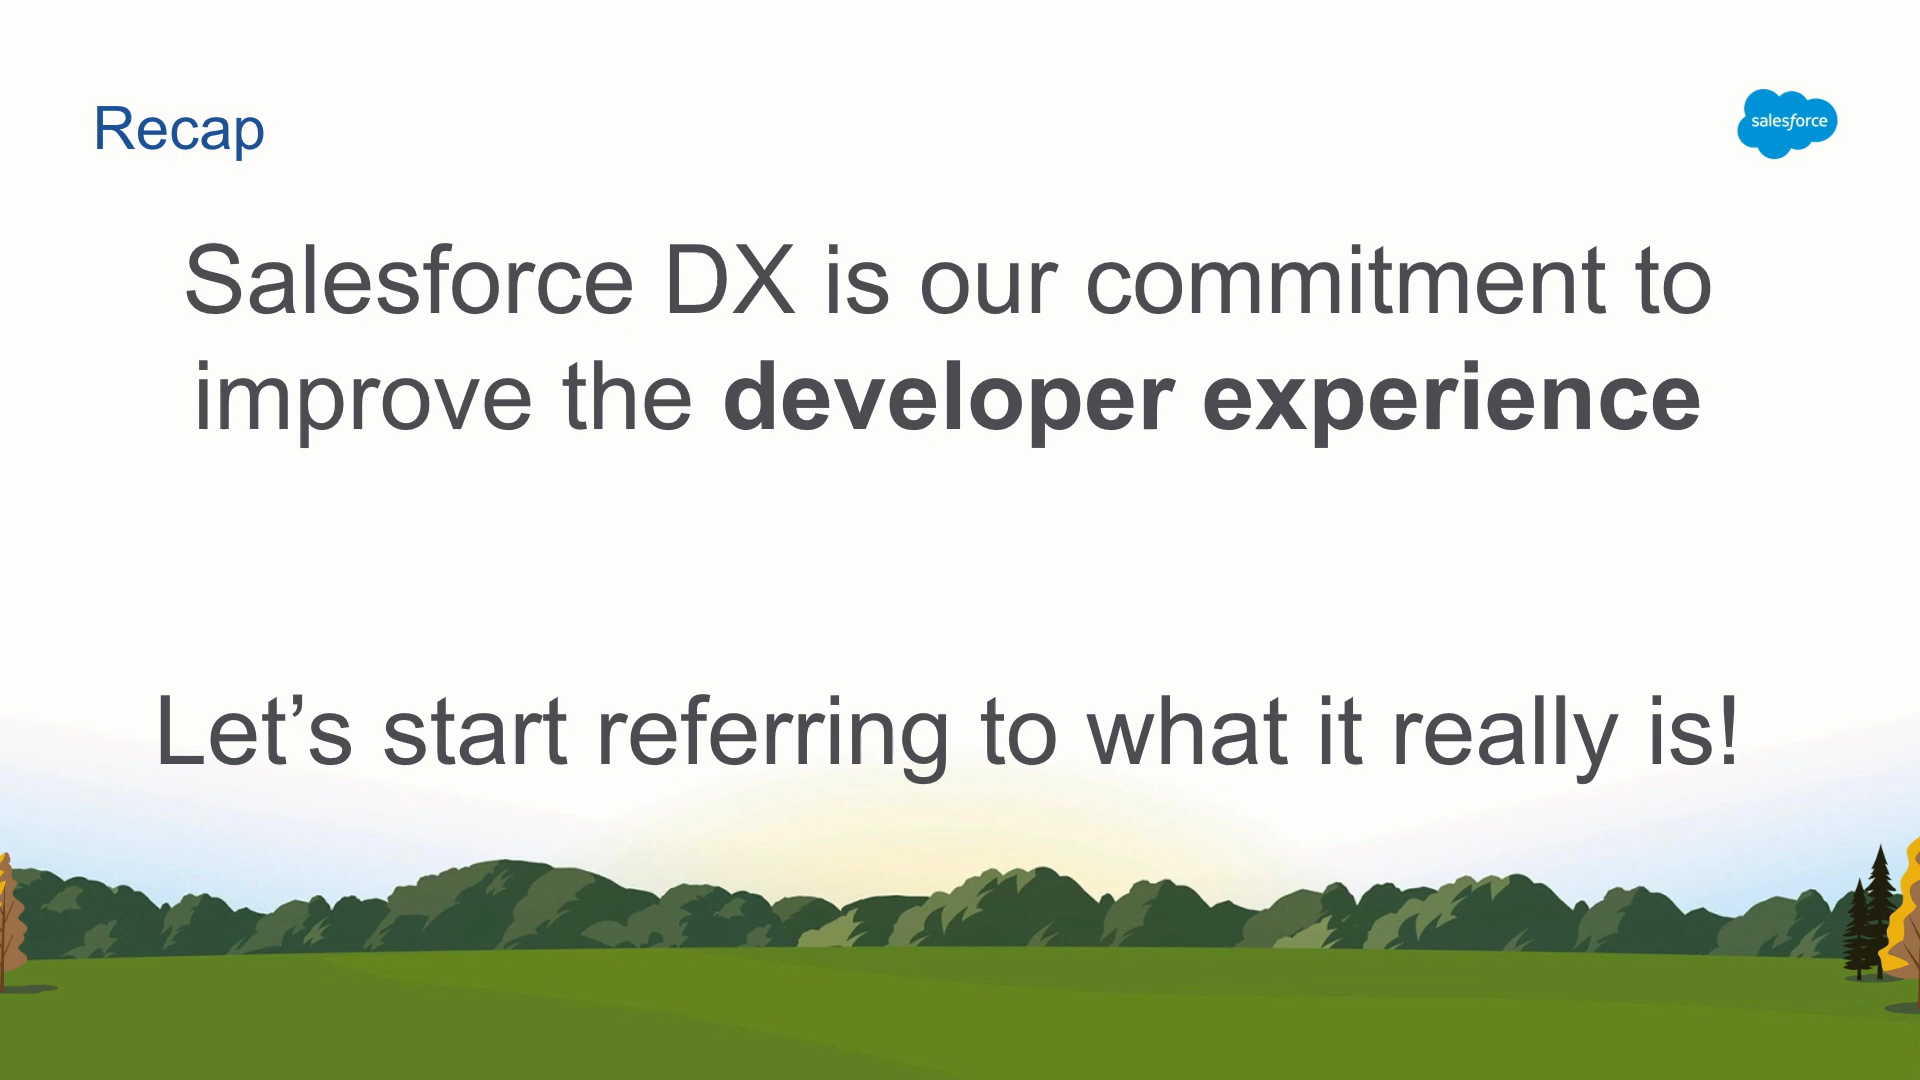 Recap
salesforce
Salesforce DX is our commitment to
improve the developer experience
Let’s start referring to what it really is!